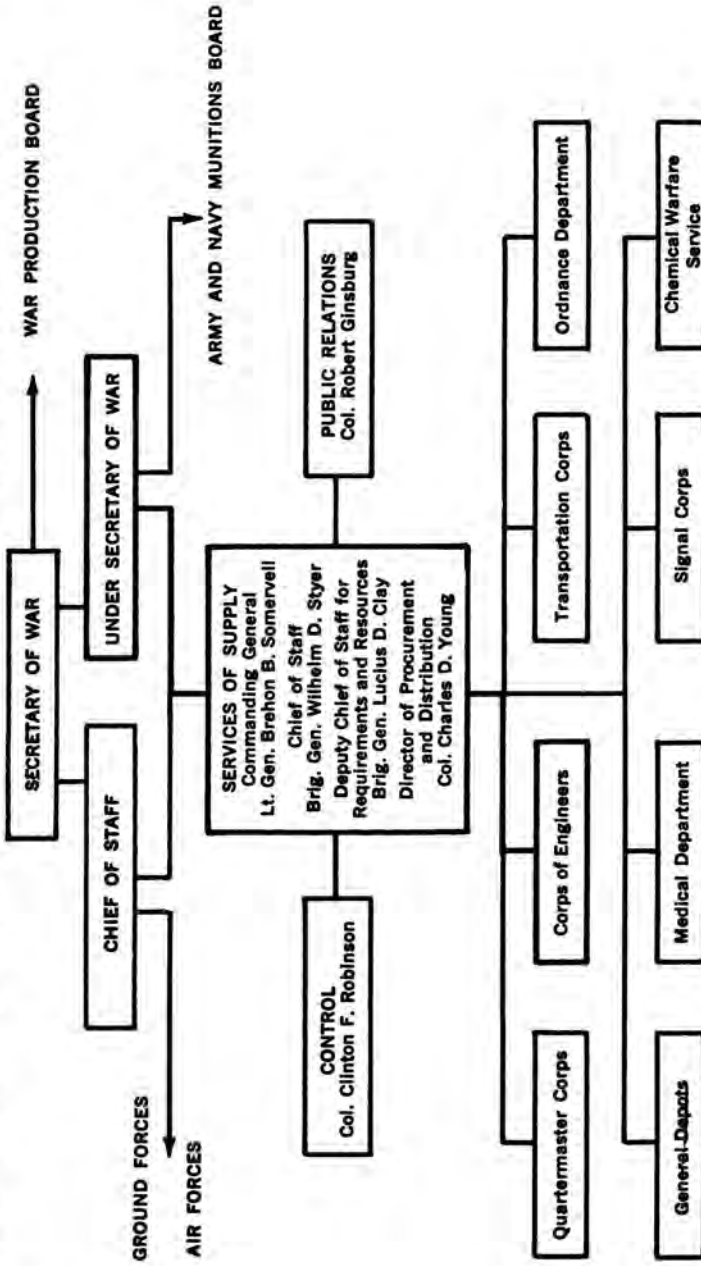 SECRETARY OF WAR
WAR PRODUCTION BOARD
CHIEF OF STAFF
UNDER SECRETARY OF WAR
GROUND FORCES
AIR FORCES
ARMY AND NAVY MUNITIONS BOARD
SERVICES OF SUPPLY
Commanding General
Lt. Gen. Brehon B. Somervell
Chief of Staff
Brig. Gen. Wilhelm D. Styer
Deputy Chief of Staff for
Requirements and Resources
Brig. Gen. Lucius D. Clay
Director of Procurement
and Distribution
Col. Charles D. Young
CONTROL
Col. Clinton F. Robinson
PUBLIC RELATIONS
Col. Robert Ginsburg
Quartermaster Corps
Corps of Engineers
Transportation Corps
Ordnance Department
General Depots
Medical Department
Signal Corps
Chemical Warfare
Service